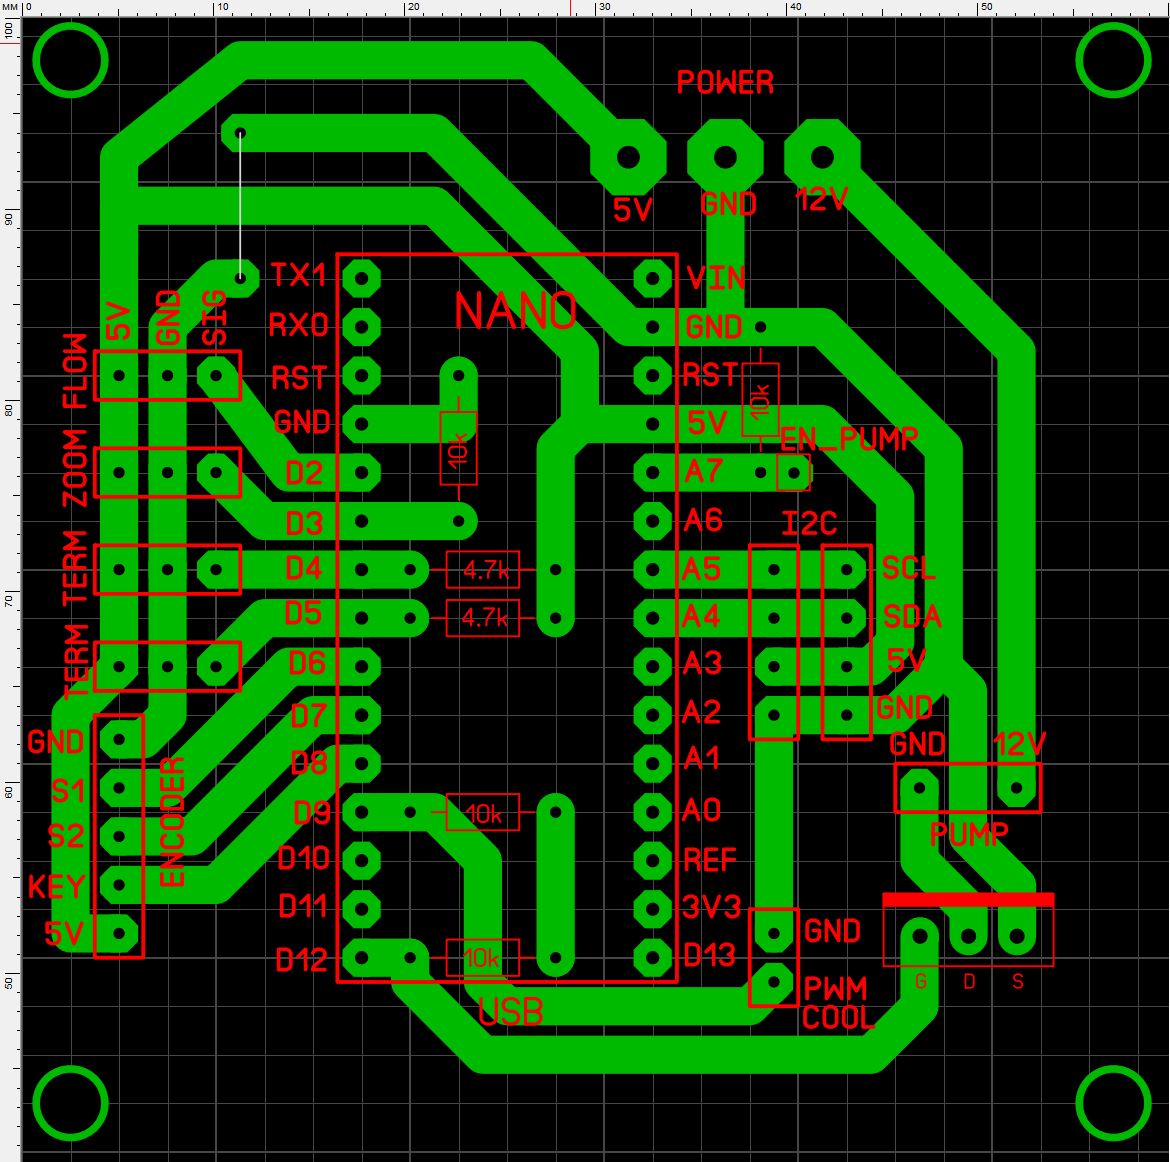 мм 0 10 20 30 40 50
100
90
80
70
60
50
POWER
5V GND 12V
NANO
TX1
RX0
RST
GND
D2
D3
D4
D5
D6
D7
D8
D9
D10
D11
D12
VIN
GND
RST
5V
A7
A6
A5
A4
A3
A2
A1
A0
REF
3V3
D13
USB
5V
GND
SIG
FLOW
ZOOM
TERM
TERM
GND
S1
S2
KEY
5V
ENCODER
10k
4.7k
4.7k
10k
10k
10k
EN_PUMP
I2C
SCL
SDA
5V
GND
GND 12V
PUMP
G D S
GND
PWM
COOL